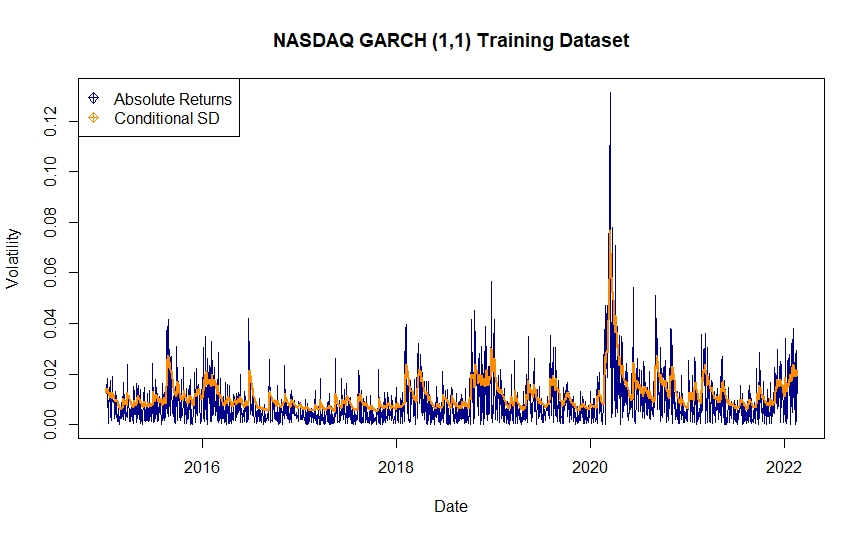 NASDAQ GARCH (1,1) Training Dataset
Absolute Returns
Conditional SD
Volatility
0.12
0.10
0.08
0.06
0.04
0.02
0.00
2016
2018
2020
2022
Date